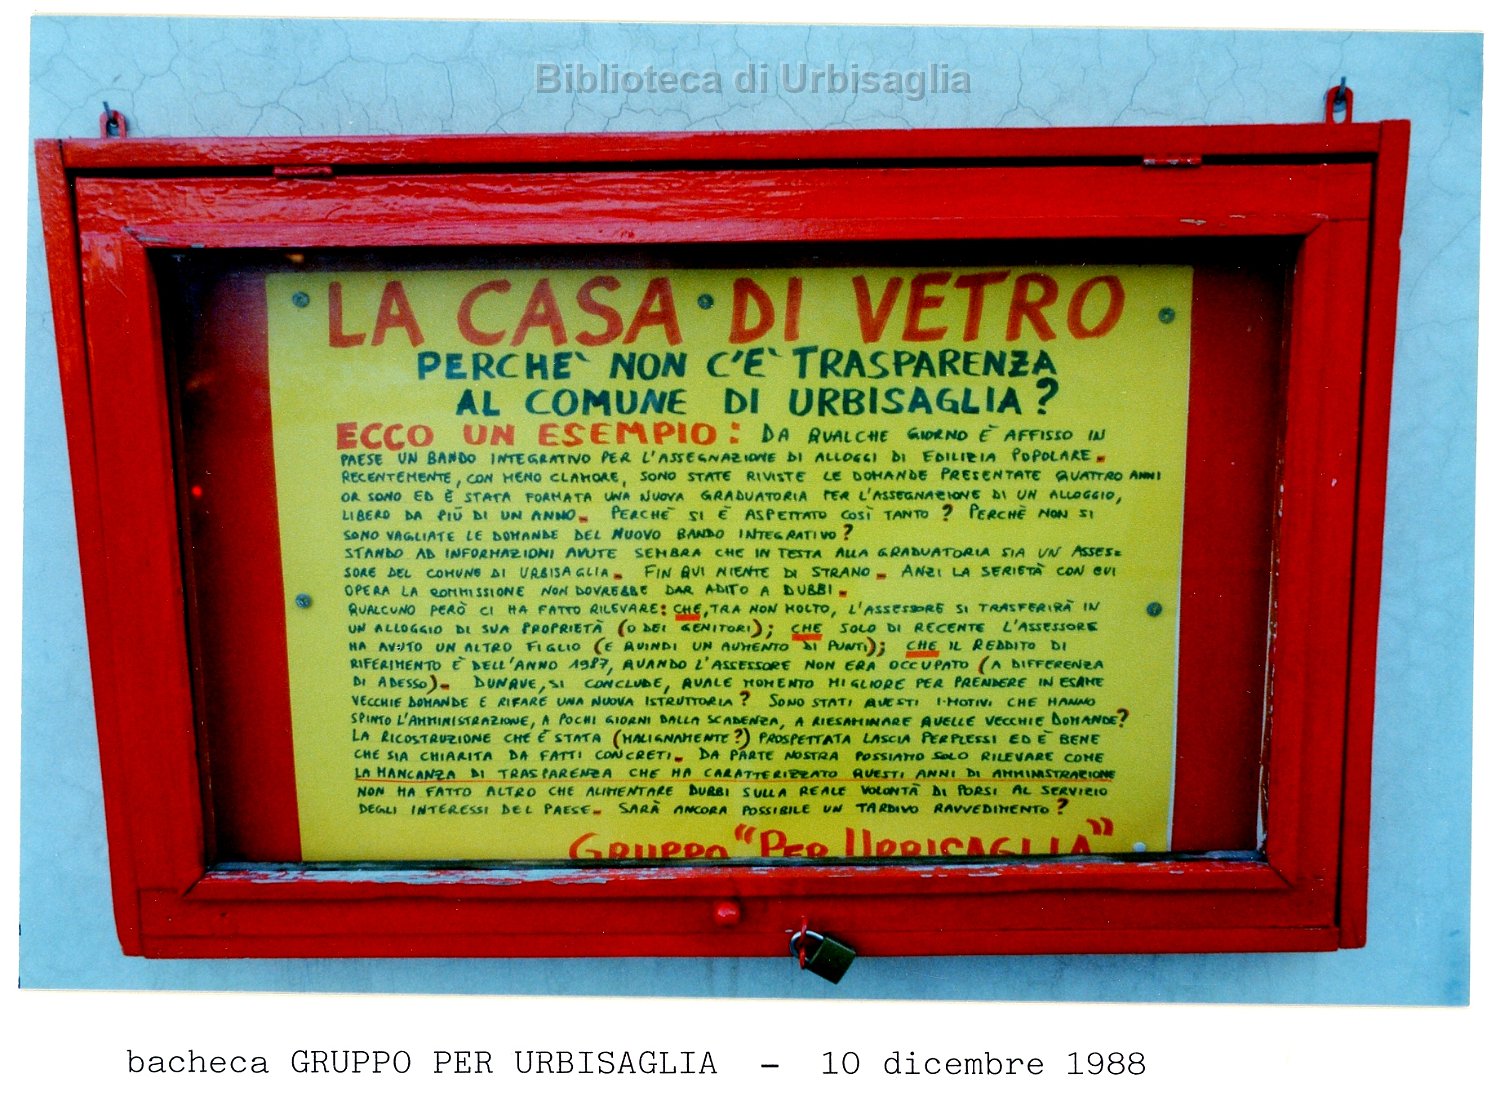 Biblioteca di Urbisaglia
LA CASA DI VETRO
PERCHE` NON C'E` TRASPARENZA
AL COMUNE DI URBISAGLIA?
ECCO UN ESEMPIO: DA QUALCHE GIORNO È AFFISSO IN
PAESE UN BANDO INTEGRATIVO PER L'ASSEGNAZIONE DI ALLOGGI DI EDILIZIA POPOLARE.
RECENTEMENTE, CON MENO CLAMORE, SONO STATE RIVISTE LE DOMANDE PRESENTATE QUATTRO ANNI
OR SONO ED È STATA FORMATA UNA NUOVA GRADUATORIA PER L'ASSEGNAZIONE DI UN ALLOGGIO,
LIBERO DA PIÙ DI UN ANNO. PERCHÈ SI È ASPETTATO COSÌ TANTO? PERCHÈ NON SI
SONO VAGLIATE LE DOMANDE DEL NUOVO BANDO INTEGRATIVO?
STANDO AD INFORMAZIONI AVUTE SEMBRA CHE IN TESTA ALLA GRADUATORIA SIA UN ASSES=
SORE DEL COMUNE DI URBISAGLIA. FIN QUI NIENTE DI STRANO. ANZI LA SERIETÀ CON CUI
OPERA LA COMMISSIONE NON DOVREBBE DAR ADITO A DUBBI.
QUALCUNO PERÒ CI HA FATTO RILEVARE: CHE, TRA NON MOLTO, L'ASSESSORE SI TRASFERIRÀ IN
UN ALLOGGIO DI SUA PROPRIETÀ (O DEI GENITORI); CHE SOLO DI RECENTE L'ASSESSORE
HA AVUTO UN ALTRO FIGLIO (E QUINDI UN AUMENTO DI PUNTI); CHE IL REDDITO DI
RIFERIMENTO È DELL'ANNO 1987, QUANDO L'ASSESSORE NON ERA OCCUPATO (A DIFFERENZA
DI ADESSO). DUNQUE, SI CONCLUDE, QUALE MOMENTO MIGLIORE PER PRENDERE IN ESAME
VECCHIE DOMANDE E RIFARE UNA NUOVA ISTRUTTORIA? SONO STATI QUESTI I MOTIVI CHE HANNO
SPINTO L'AMMINISTRAZIONE, A POCHI GIORNI DALLA SCADENZA, A RIESAMINARE QUELLE VECCHIE DOMANDE?
LA RICOSTRUZIONE CHE È STATA (MALIGNAMENTE?) PROSPETTATA LASCIA PERPLESSI ED È BENE
CHE SIA CHIARITA DA FATTI CONCRETI. DA PARTE NOSTRA POSSIAMO SOLO RILEVARE COME
LA MANCANZA DI TRASPARENZA CHE HA CARATTERIZZATO QUESTI ANNI DI AMMINISTRAZIONE
NON HA FATTO ALTRO CHE ALIMENTARE DUBBI SULLA REALE VOLONTÀ DI PORSI AL SERVIZIO
DEGLI INTERESSI DEL PAESE. SARÀ ANCORA POSSIBILE UN TARDIVO RAVVEDIMENTO?
GRUPPO "PER URBISAGLIA"
bacheca GRUPPO PER URBISAGLIA - 10 dicembre 1988